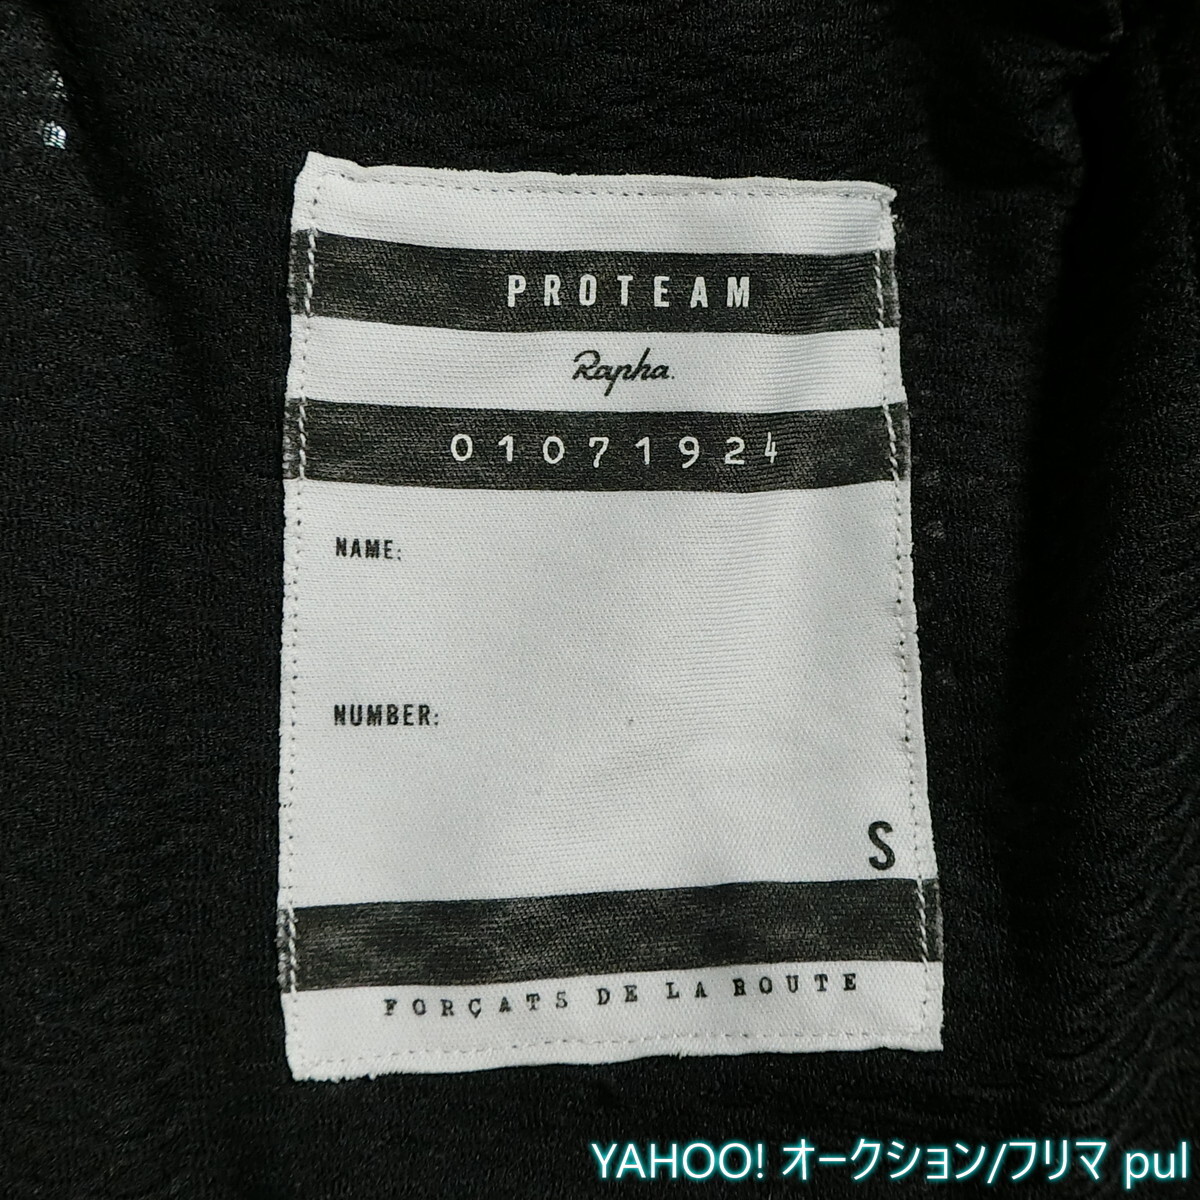 PROTEAM
Rapha.
01071924
NAME:
NUMBER:
S
FORÇATS DE LA ROUTE
YAHOO! オークション/フリマ pul